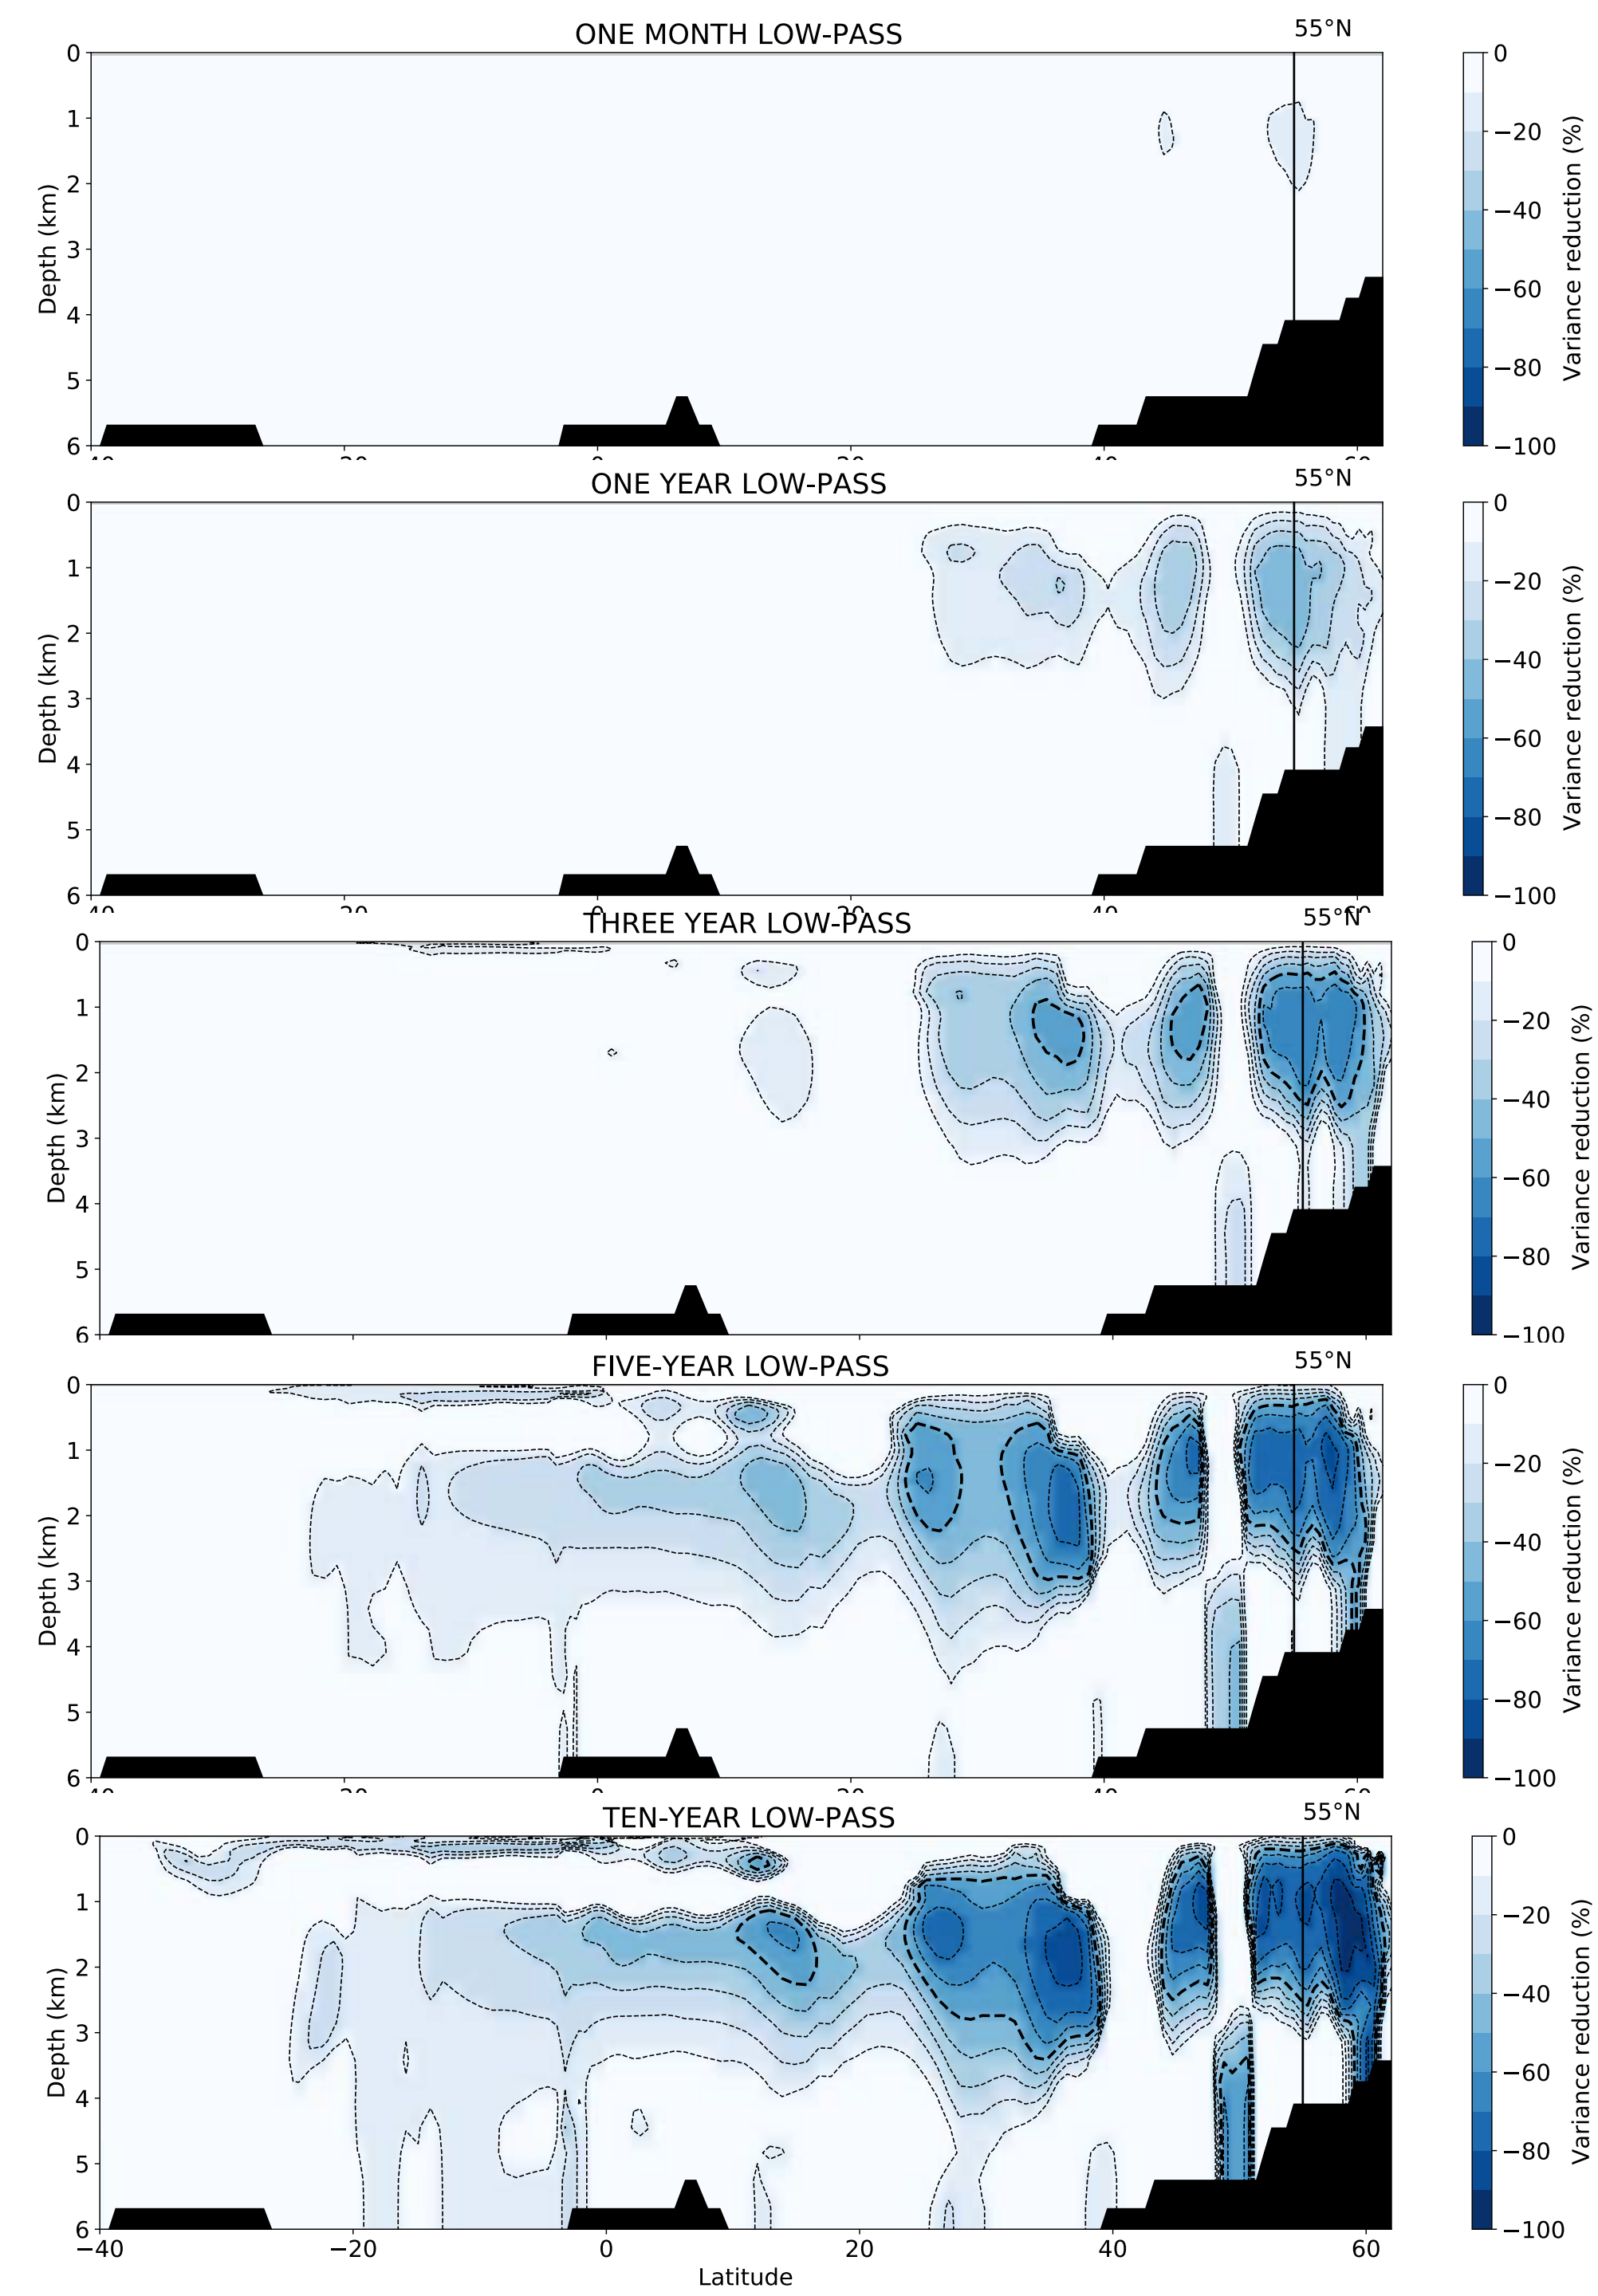 ONE MONTH LOW-PASS
55°N
0
1
2
3
4
5
6
Depth (km)
0
−20
−40
−60
−80
−100
Variance reduction (%)
ONE YEAR LOW-PASS
55°N
0
1
2
3
4
5
6
Depth (km)
0
−20
−40
−60
−80
−100
Variance reduction (%)
THREE YEAR LOW-PASS
55°N
0
1
2
3
4
5
6
Depth (km)
0
−20
−40
−60
−80
−100
Variance reduction (%)
FIVE-YEAR LOW-PASS
55°N
0
1
2
3
4
5
6
Depth (km)
0
−20
−40
−60
−80
−100
Variance reduction (%)
TEN-YEAR LOW-PASS
55°N
0
1
2
3
4
5
6
Depth (km)
−40 −20 0 20 40 60
Latitude
0
−20
−40
−60
−80
−100
Variance reduction (%)